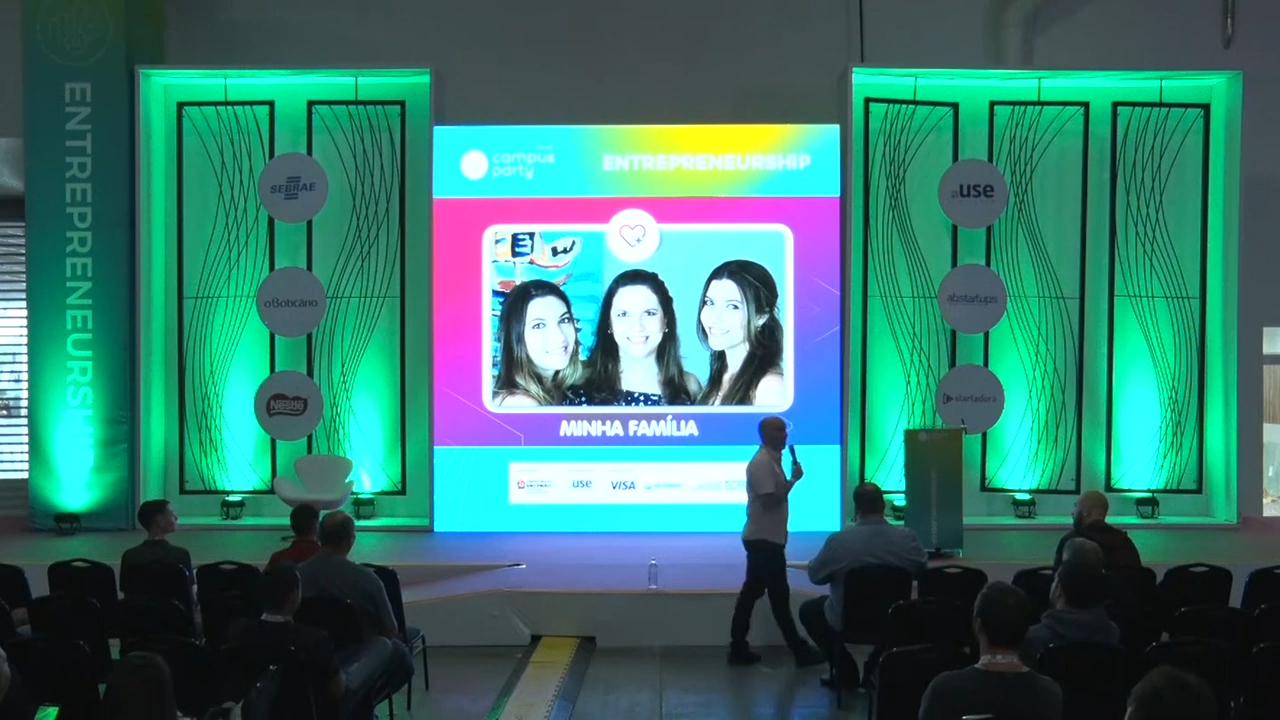 ENTREPRENEURSHIP
SEBRAE
oBoticário
Nestlé
campus
party
ENTREPRENEURSHIP
MINHA FAMÍLIA
use
VISA
use
abstartups
startadora